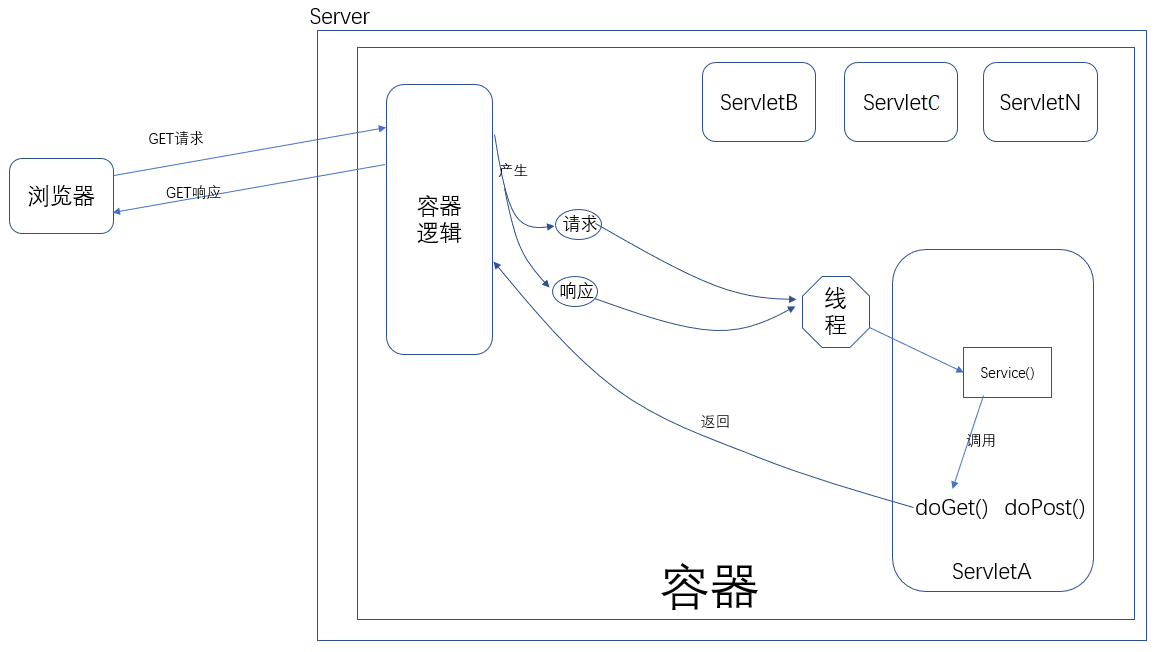 Server
ServletB
ServletC
ServletN
GET请求
浏览器
GET响应
产生
容器
逻辑
请求
响应
线
程
Service()
返回
调用
doGet() doPost()
ServletA
容器